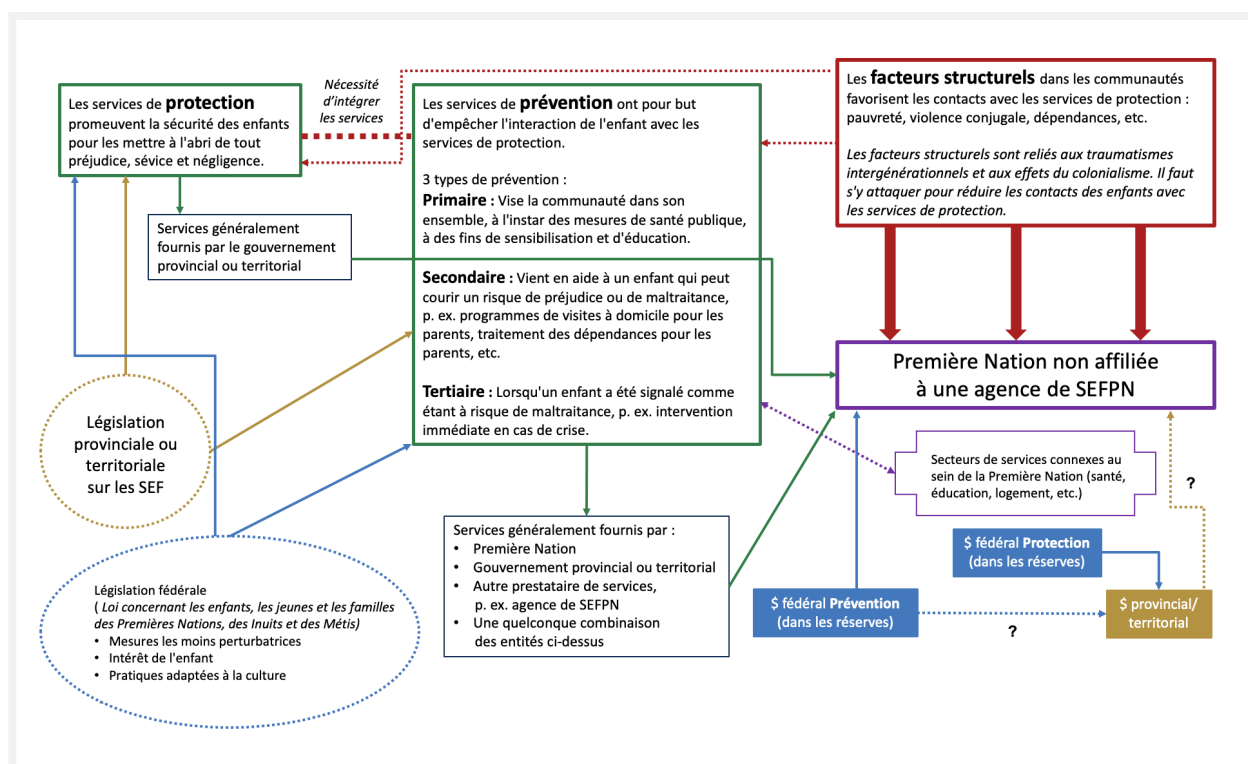 Les services de protection
promeuvent la sécurité des enfants
pour les mettre à l'abri de tout
préjudice, sévice et négligence.
Nécessité
d'intégrer
les services
Les services de prévention ont pour but
d'empêcher l'interaction de l'enfant avec les
services de protection.
3 types de prévention :
Primaire : Vise la communauté dans son
ensemble, à l'instar des mesures de santé publique,
à des fins de sensibilisation et d'éducation.
Secondaire : Vient en aide à un enfant qui peut
courir un risque de préjudice ou de maltraitance,
p. ex. programmes de visites à domicile pour les
parents, traitement des dépendances pour les
parents, etc.
Tertiaire : Lorsqu'un enfant a été signalé comme
étant à risque de maltraitance, p. ex. intervention
immédiate en cas de crise.
Les facteurs structurels dans les communautés
favorisent les contacts avec les services de protection :
pauvreté, violence conjugale, dépendances, etc.
Les facteurs structurels sont reliés aux traumatismes
intergénérationnels et aux effets du colonialisme. Il faut
s'y attaquer pour réduire les contacts des enfants avec
les services de protection.
Services généralement
fournis par le gouvernement
provincial ou territorial
Première Nation non affiliée
à une agence de SEFPN
Législation
provinciale ou
territoriale
sur les SEF
Secteurs de services connexes au
sein de la Première Nation (santé,
éducation, logement, etc.)
?
Services généralement fournis par :
• Première Nation
• Gouvernement provincial ou territorial
• Autre prestataire de services,
p. ex. agence de SEFPN
• Une quelconque combinaison
des entités ci-dessus
$ fédéral Protection
(dans les réserves)
$ fédéral Prévention
(dans les réserves)
?
$ provincial/
territorial
Législation fédérale
( Loi concernant les enfants, les jeunes et les familles
des Premières Nations, des Inuits et des Métis)
• Mesures les moins perturbatrices
• Intérêt de l'enfant
• Pratiques adaptées à la culture